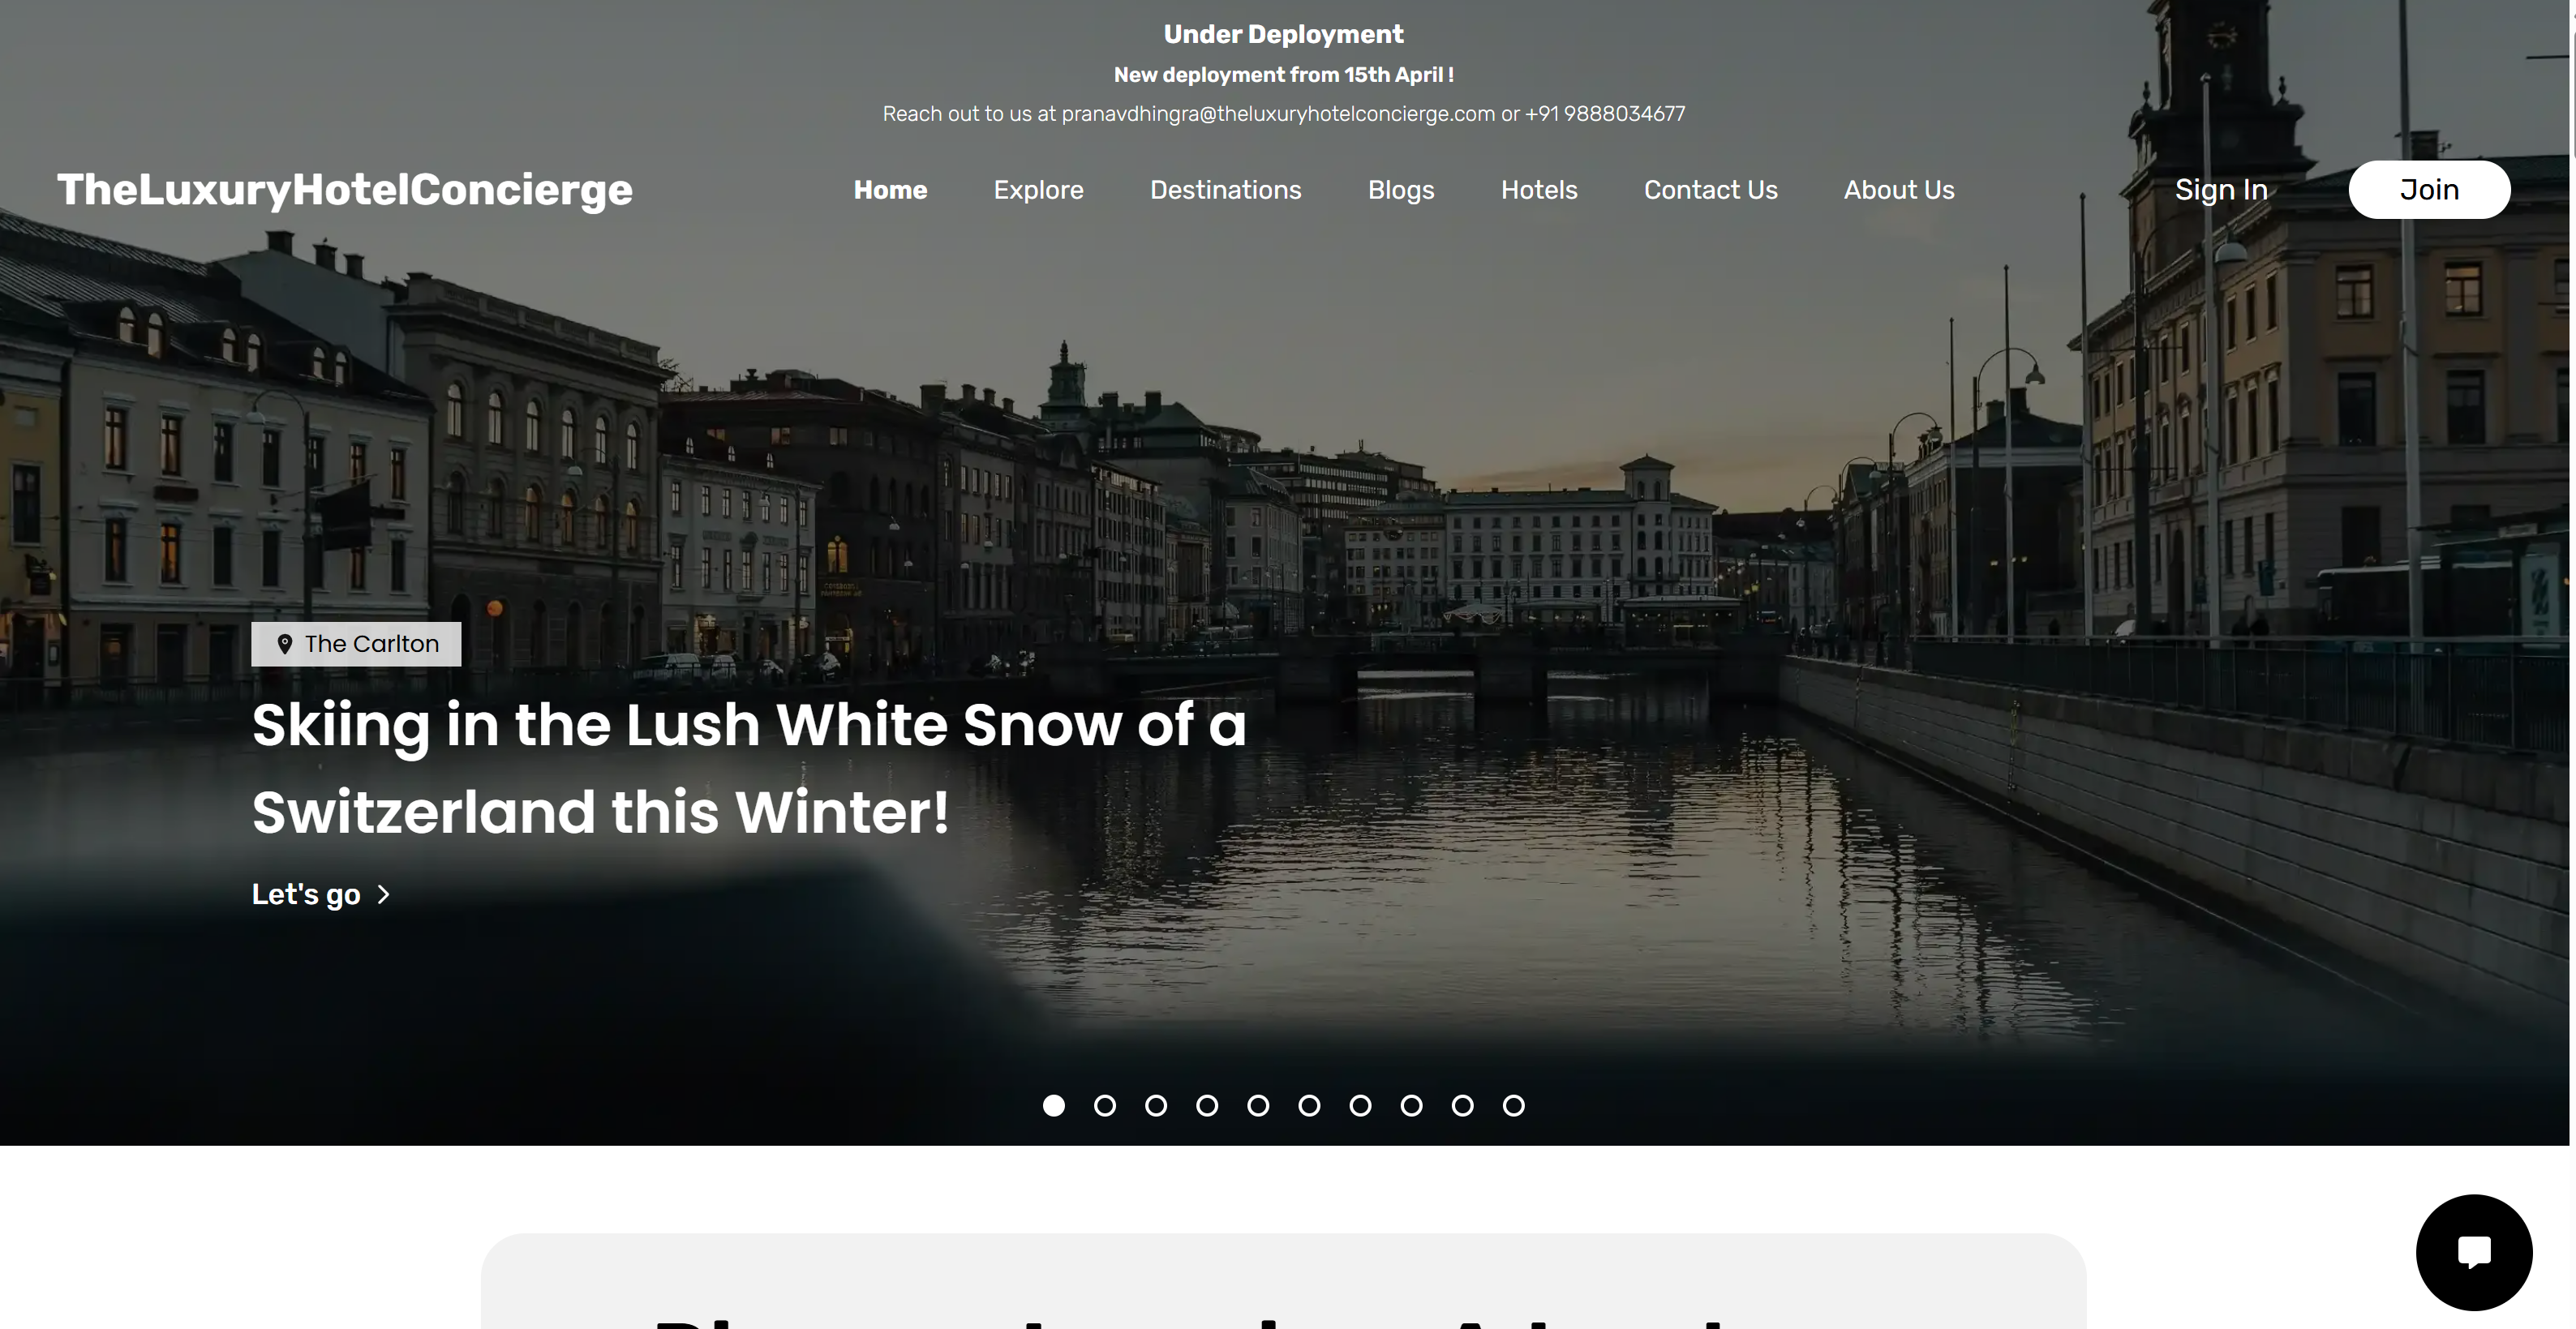 Under Deployment
New deployment from 15th April !
Reach out to us at pranavdhingra@theluxuryhotelconcierge.com or +91 9888034677
TheLuxuryHotelConcierge
Home Explore Destinations Blogs Hotels Contact Us About Us
Sign In Join
The Carlton
Skiing in the Lush White Snow of a
Switzerland this Winter!
Let's go